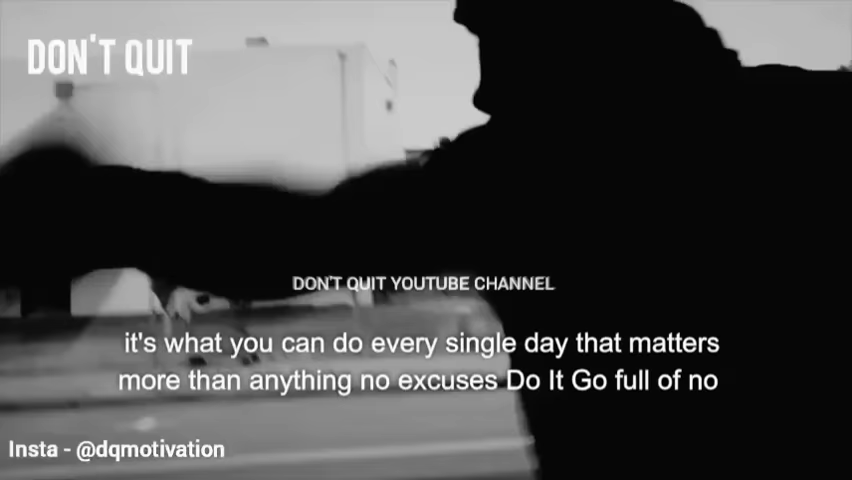 DON'T QUIT
DON'T QUIT YOUTUBE CHANNEL
it's what you can do every single day that matters
more than anything no excuses Do It Go full of no
Insta - @dqmotivation